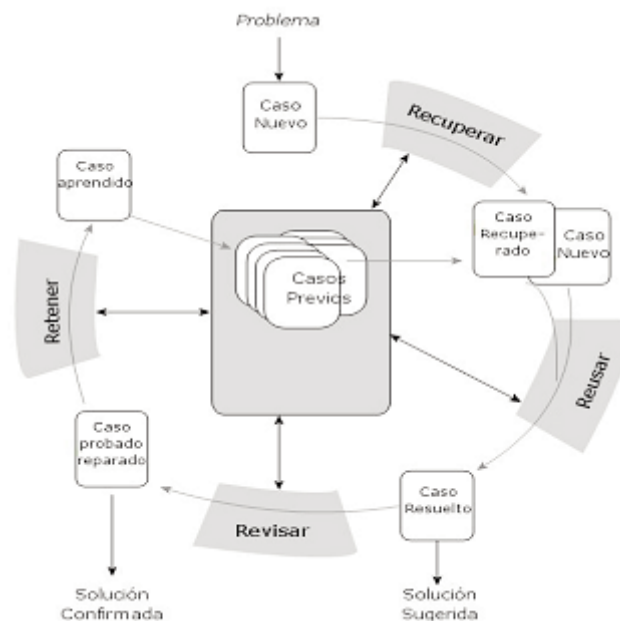 Problema
Caso
Nuevo
Recuperar
Caso
aprendido
Caso
Recupe-
rado
Caso
Nuevo
Casos
Previos
Retener
Reusar
Caso
probado
reparado
Revisar
Caso
Resuelto
Solución
Confirmada
Solución
Sugerida